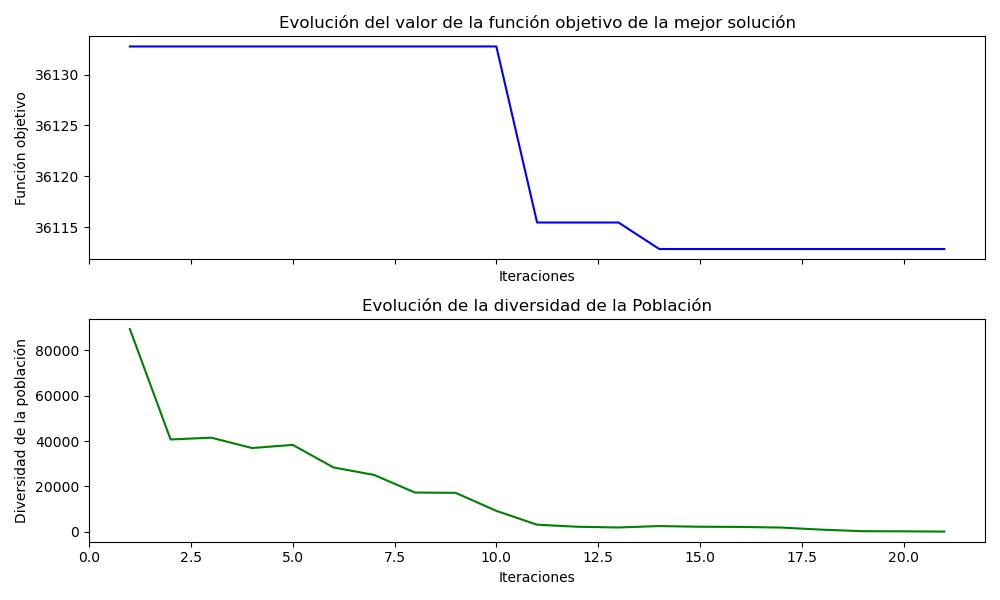 Evolución del valor de la función objetivo de la mejor solución
Función objetivo
36130
36125
36120
36115
Iteraciones
Evolución de la diversidad de la Población
Diversidad de la población
80000
60000
40000
20000
0
0.0 2.5 5.0 7.5 10.0 12.5 15.0 17.5 20.0
Iteraciones